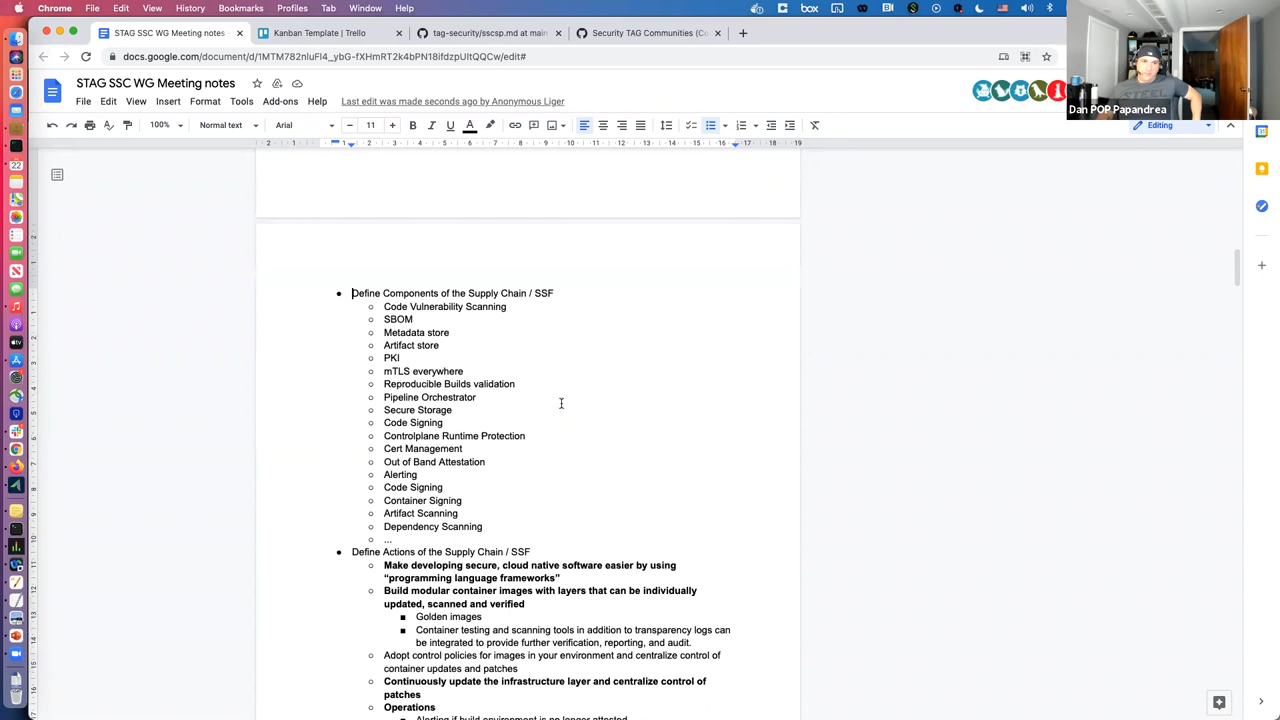 Chrome File Edit View History Bookmarks Profiles Tab Window Help
STAG SSC WG Meeting notes
Kanban Template | Trello
tag-security/sscsp.md at main
Security TAG Communities (Co
STAG SSC WG Meeting notes
File Edit View Insert Format Tools Add-ons Help Last edit was made seconds ago by Anonymous Liger
Dan POP Papandrea
100% Normal text Arial 11 Editing
Define Components of the Supply Chain / SSF
Code Vulnerability Scanning
SBOM
Metadata store
Artifact store
PKI
mTLS everywhere
Reproducible Builds validation
Pipeline Orchestrator
Secure Storage
Code Signing
Controlplane Runtime Protection
Cert Management
Out of Band Attestation
Alerting
Code Signing
Container Signing
Artifact Scanning
Dependency Scanning
...
Define Actions of the Supply Chain / SSF
Make developing secure, cloud native software easier by using
“programming language frameworks”
Build modular container images with layers that can be individually
updated, scanned and verified
Golden images
Container testing and scanning tools in addition to transparency logs can
be integrated to provide further verification, reporting, and audit.
Adopt control policies for images in your environment and centralize control of
container updates and patches
Continuously update the infrastructure layer and centralize control of
patches
Operations
Alerting if build environment is no longer attested